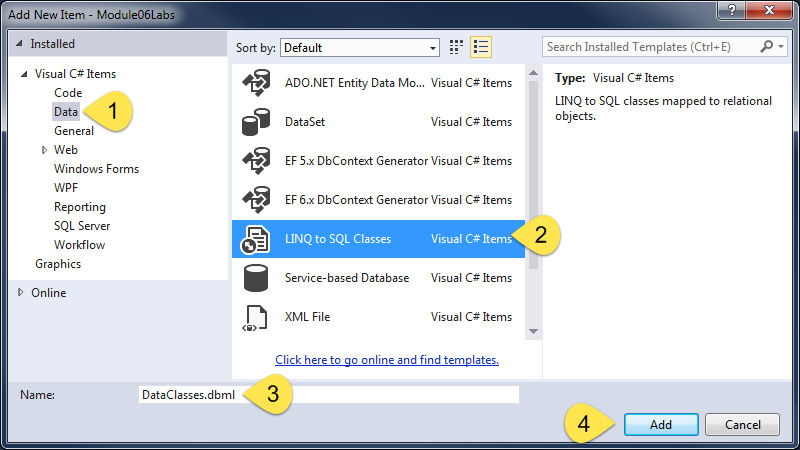 Add New Item - Module06Labs
Installed
Sort by: Default
Search Installed Templates (Ctrl+E)
Visual C# Items
Code
Data
General
Web
Windows Forms
WPF
Reporting
SQL Server
Workflow
Graphics
Online
1
ADO.NET Entity Data Mo... Visual C# Items
DataSet Visual C# Items
EF 5.x DbContext Generator Visual C# Items
EF 6.x DbContext Generator Visual C# Items
LINQ to SQL Classes Visual C# Items
2
Service-based Database Visual C# Items
XML File Visual C# Items
Click here to go online and find templates.
Type: Visual C# Items
LINQ to SQL classes mapped to relational
objects.
Name: DataClasses.dbml
3
4
Add
Cancel